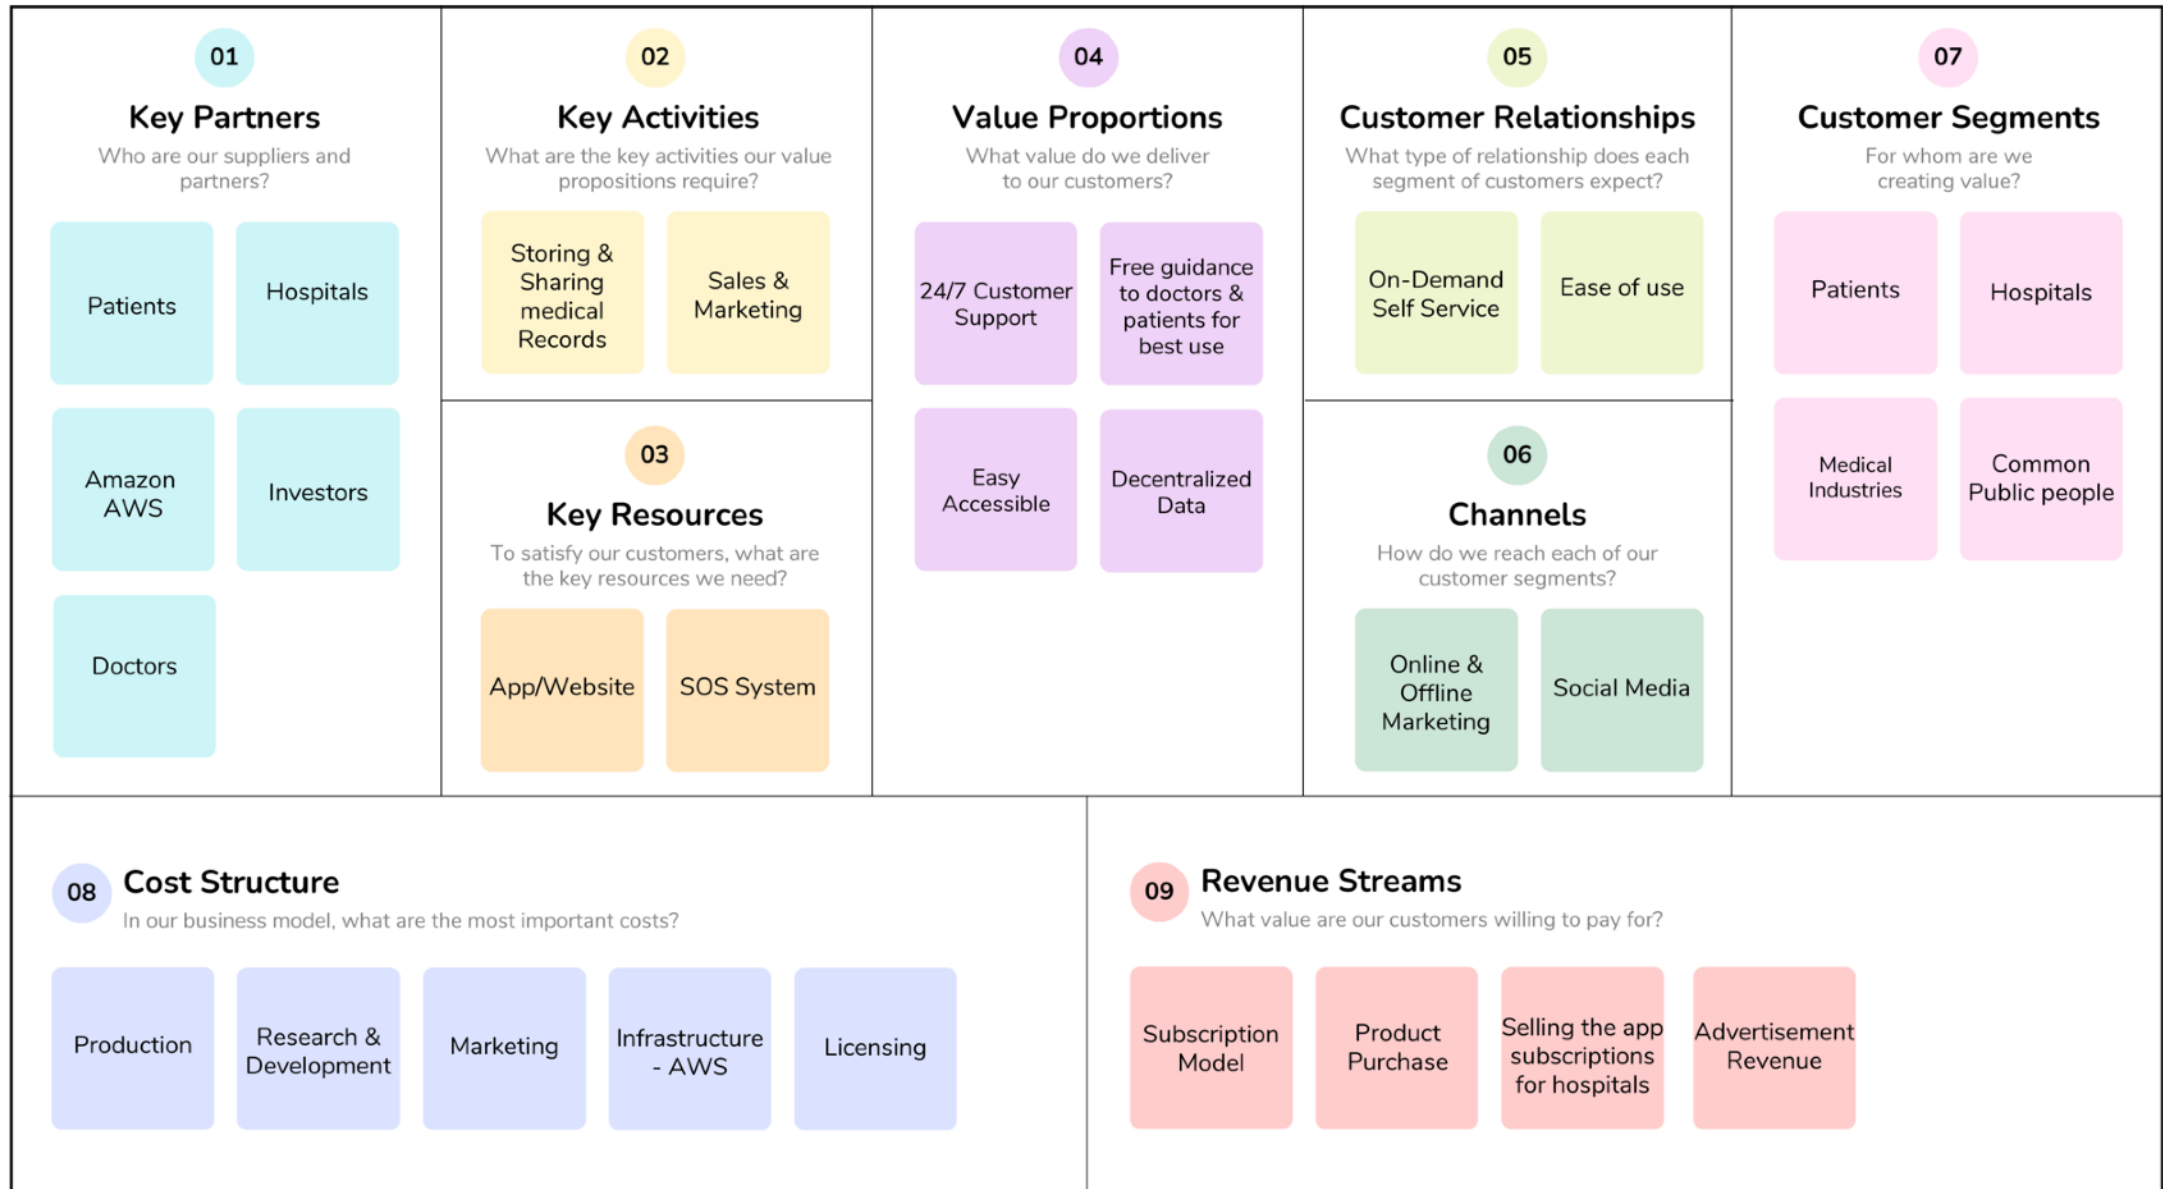 01
Key Partners
Who are our suppliers and
partners?
Patients
Hospitals
Amazon
AWS
Investors
Doctors
02
Key Activities
What are the key activities our value
propositions require?
Storing &
Sharing
medical
Records
Sales &
Marketing
03
Key Resources
To satisfy our customers, what are
the key resources we need?
App/Website
SOS System
04
Value Proportions
What value do we deliver
to our customers?
24/7 Customer
Support
Free guidance
to doctors &
patients for
best use
Easy
Accessible
Decentralized
Data
05
Customer Relationships
What type of relationship does each
segment of customers expect?
On-Demand
Self Service
Ease of use
06
Channels
How do we reach each of our
customer segments?
Online &
Offline
Marketing
Social Media
07
Customer Segments
For whom are we
creating value?
Patients
Hospitals
Medical
Industries
Common
Public people
08
Cost Structure
In our business model, what are the most important costs?
Production
Research &
Development
Marketing
Infrastructure
- AWS
Licensing
09
Revenue Streams
What value are our customers willing to pay for?
Subscription
Model
Product
Purchase
Selling the app
subscriptions
for hospitals
Advertisement
Revenue